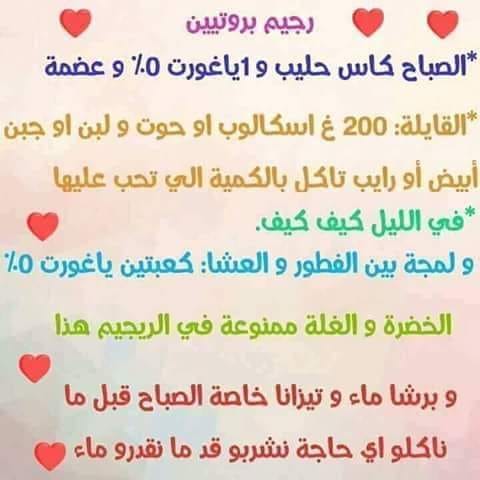 رجيم بروتيين
*الصباح كاس حليب و 1ياغورت 0٪ و عضمة
*القايلة: 200 غ اسكالوب او حوت و لبن او جبن
أبيض أو رايب تاكل بالكمية الي تحب عليها
*في الليل كيف كيف.
و لمجة بين الفطور و العشا: كعبتين ياغورت 0٪
الخضرة و الغلة ممنوعة في الريجيم هذا
و برشا ماء و تيزانا خاصة الصباح قبل ما
ناكلو اي حاجة نشربو قد ما نقدرو ماء